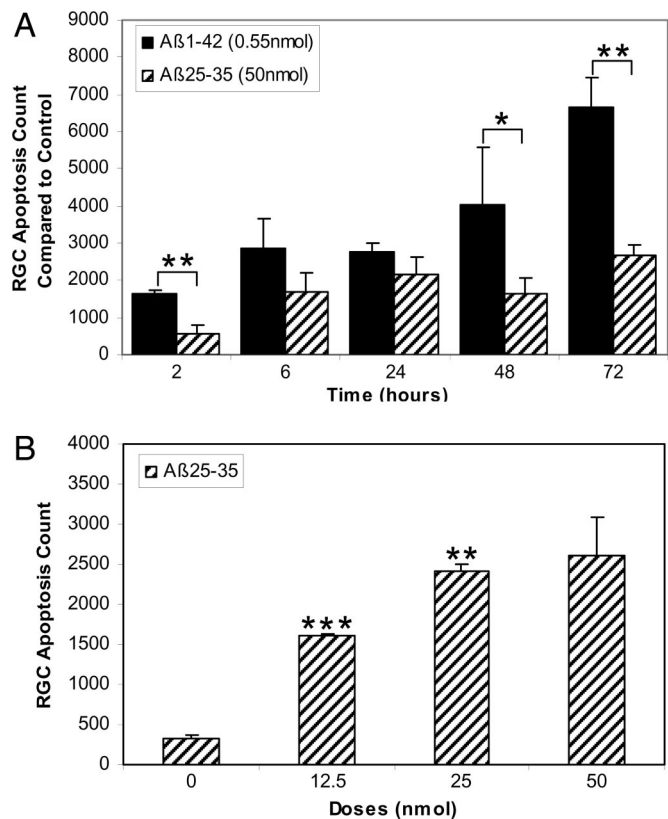 A
9000
8000
7000
6000
5000
4000
3000
2000
1000
0
RGC Apoptosis Count
Compared to Control
Aß1-42 (0.55nmol)
Aß25-35 (50nmol)
**
*
**
2 6 24 48 72
Time (hours)
B
4000
3500
3000
2500
2000
1500
1000
500
0
RGC Apoptosis Count
Aß25-35
***
**
0 12.5 25 50
Doses (nmol)